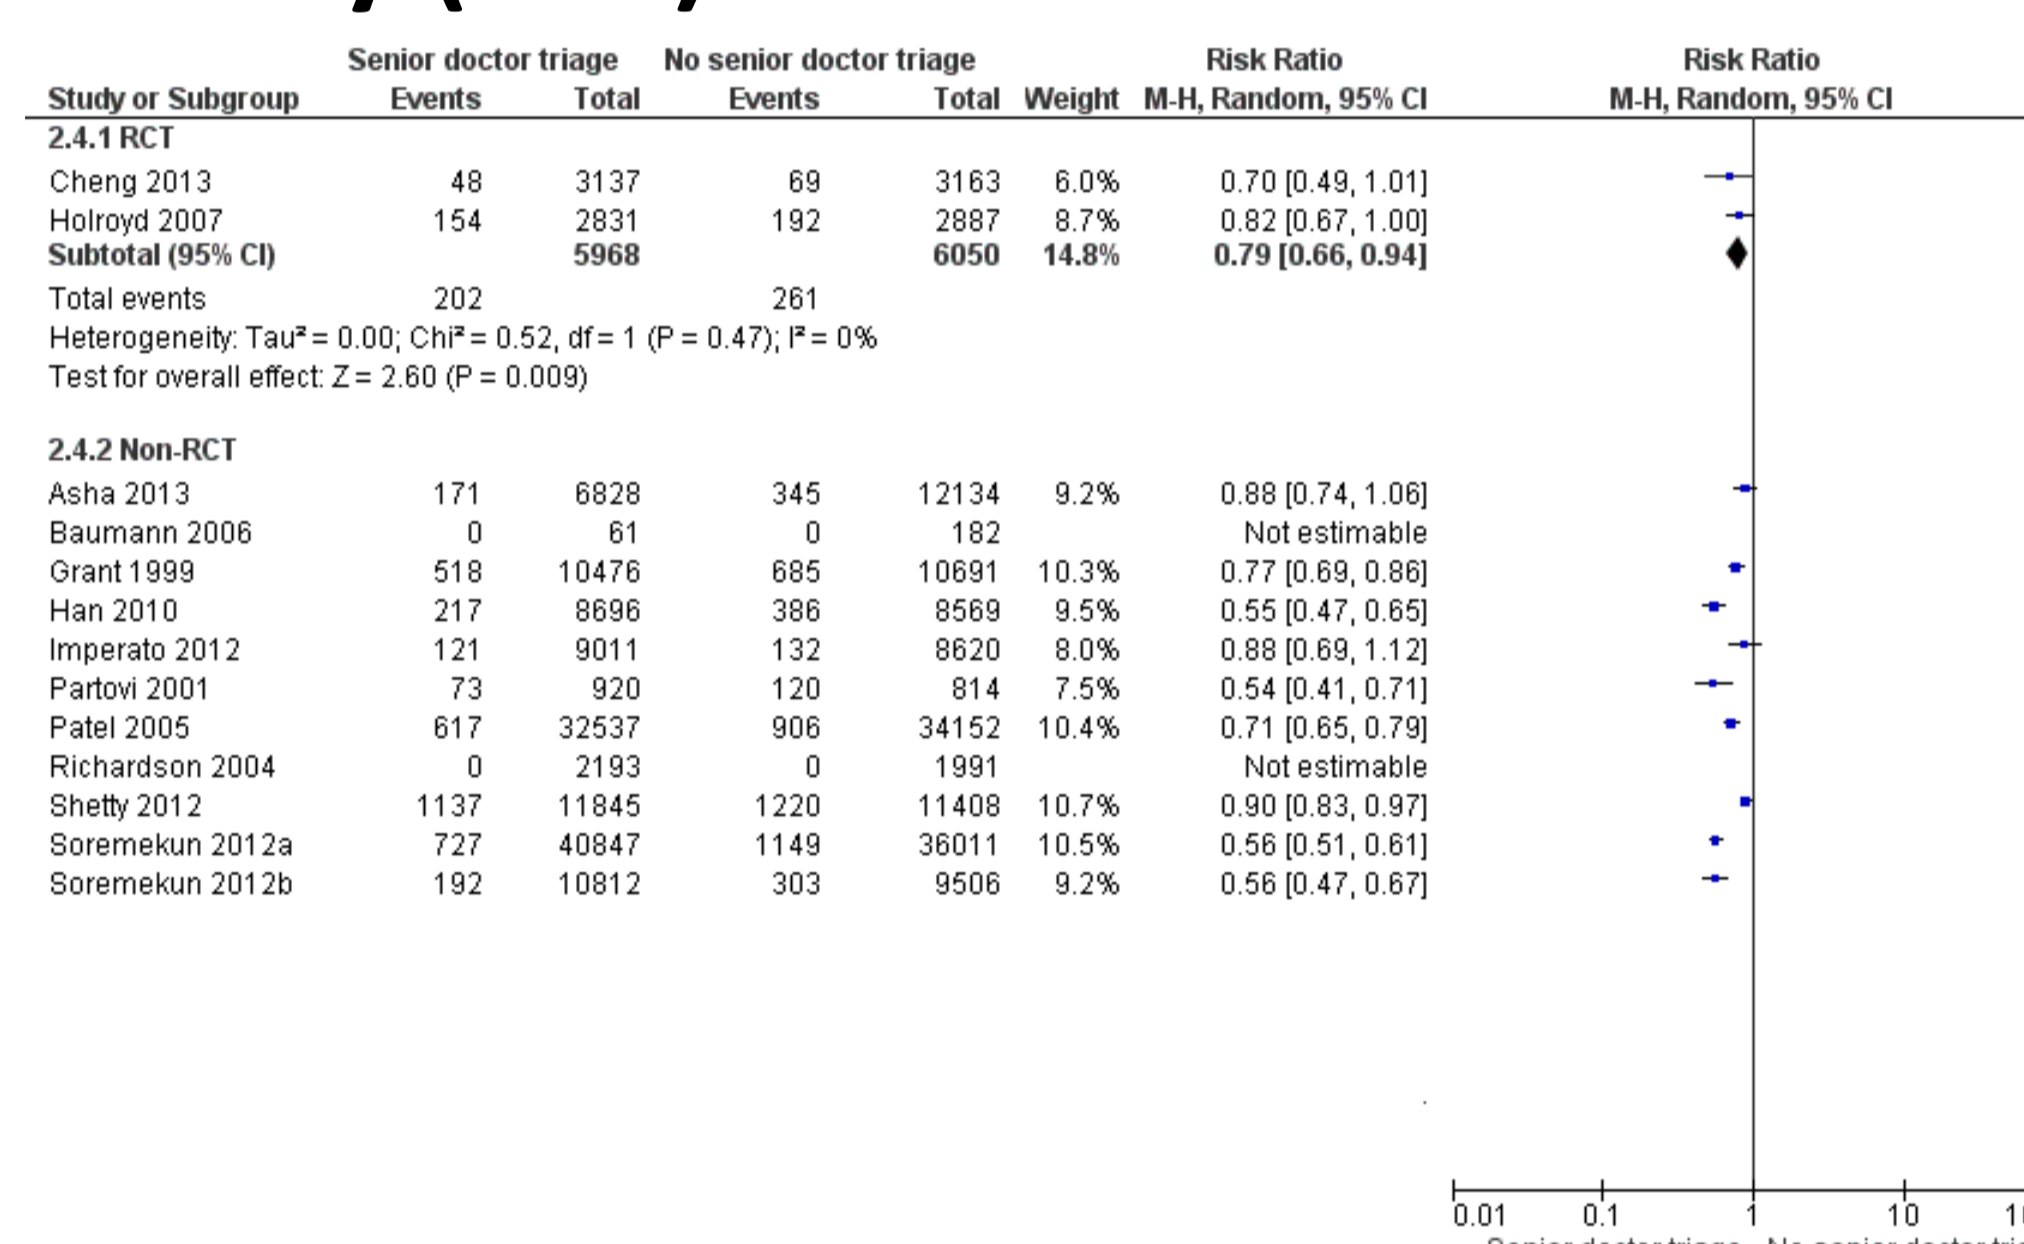 Senior doctor triage No senior doctor triage Risk Ratio Risk Ratio
Study or Subgroup Events Total Events Total Weight M-H, Random, 95% CI M-H, Random, 95% CI
2.4.1 RCT
Cheng 2013 48 3137 69 3163 6.0% 0.70 [0.49, 1.01]
Holroyd 2007 154 2831 192 2887 8.7% 0.82 [0.67, 1.00]
Subtotal (95% CI) 5968 6050 14.8% 0.79 [0.66, 0.94]
Total events 202 261
Heterogeneity: Tau² = 0.00; Chi² = 0.52, df = 1 (P = 0.47); I² = 0%
Test for overall effect: Z = 2.60 (P = 0.009)
2.4.2 Non-RCT
Asha 2013 171 6828 345 12134 9.2% 0.88 [0.74, 1.06]
Baumann 2006 0 61 0 182 Not estimable
Grant 1999 518 10476 685 10691 10.3% 0.77 [0.69, 0.86]
Han 2010 217 8696 386 8569 9.5% 0.55 [0.47, 0.65]
Imperato 2012 121 9011 132 8620 8.0% 0.88 [0.69, 1.12]
Partovi 2001 73 920 120 814 7.5% 0.54 [0.41, 0.71]
Patel 2005 617 32537 906 34152 10.4% 0.71 [0.65, 0.79]
Richardson 2004 0 2193 0 1991 Not estimable
Shetty 2012 1137 11845 1220 11408 10.7% 0.90 [0.83, 0.97]
Soremekun 2012a 727 40847 1149 36011 10.5% 0.56 [0.51, 0.61]
Soremekun 2012b 192 10812 303 9506 9.2% 0.56 [0.47, 0.67]
0.01 0.1 1 10
Senior doctor triage No senior doctor